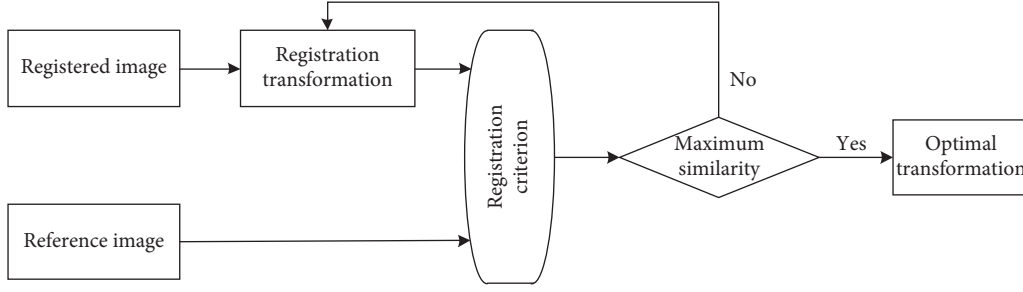 Registered image
Registration
transformation
Reference image
Registration
criterion
Maximum
similarity
No
Yes
Optimal
transformation